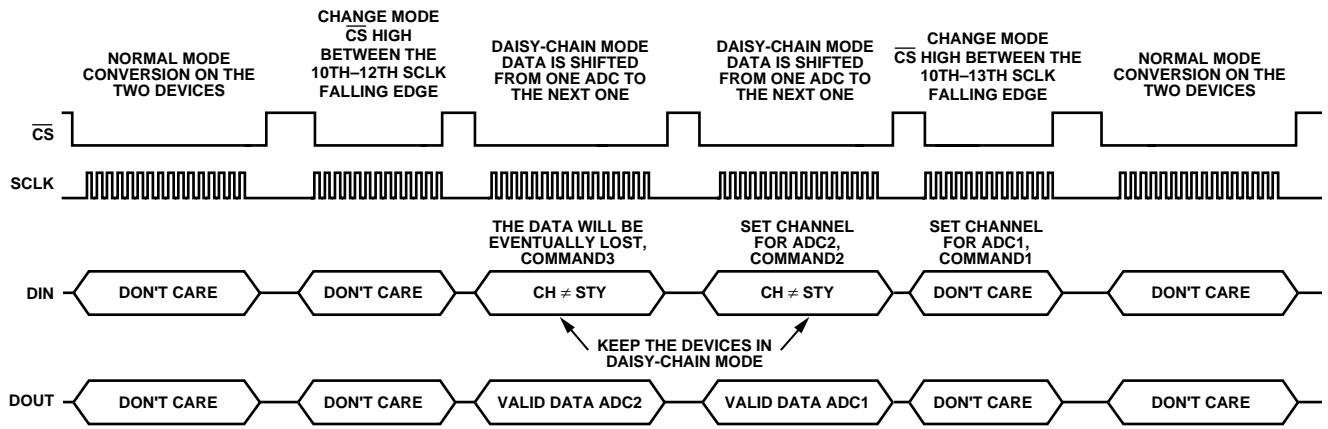 NORMAL MODE
CONVERSION ON THE
TWO DEVICES
CHANGE MODE
CS HIGH
BETWEEN THE
10TH–12TH SCLK
FALLING EDGE
DAISY-CHAIN MODE
DATA IS SHIFTED
FROM ONE ADC TO
THE NEXT ONE
DAISY-CHAIN MODE
DATA IS SHIFTED
FROM ONE ADC TO
THE NEXT ONE
CHANGE MODE
CS HIGH BETWEEN THE
10TH–13TH SCLK
FALLING EDGE
NORMAL MODE
CONVERSION ON THE
TWO DEVICES
CS
SCLK
THE DATA WILL BE
EVENTUALLY LOST,
COMMAND3
SET CHANNEL
FOR ADC2,
COMMAND2
SET CHANNEL
FOR ADC1,
COMMAND1
DIN
DON'T CARE
DON'T CARE
CH ≠ STY
CH ≠ STY
DON'T CARE
DON'T CARE
KEEP THE DEVICES IN
DAISY-CHAIN MODE
DOUT
DON'T CARE
DON'T CARE
VALID DATA ADC2
VALID DATA ADC1
DON'T CARE
DON'T CARE